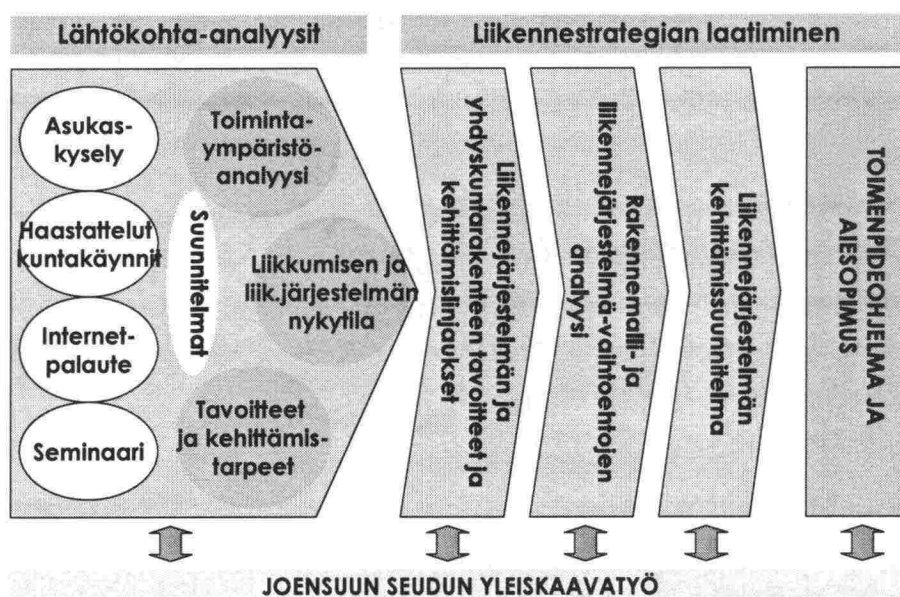 Lähtökohta-analyysit
Liikennestrategian laatiminen
Asukas-
kysely
Haastattelut
kuntakäynnit
Internet-
palaute
Seminaari
Suunnitelmat
Toiminta-
ympäristö-
analyysi
Liikkumisen ja
liik.järjestelmän
nykytila
Tavoitteet
ja kehittämis-
tarpeet
Liikennejärjestelmän ja
yhdyskuntarakenteen tavoitteet ja
kehittämislinjaukset
Rakennemalli- ja
liikennejärjestelmä-vaihtoehtojen
analyysi
Liikennejärjestelmän
kehittämissuunnitelma
TOIMENPIDEOHJELMA JA
AIESOPIMUS
JOENSUUN SEUDUN YLEISKAAVATYÖ